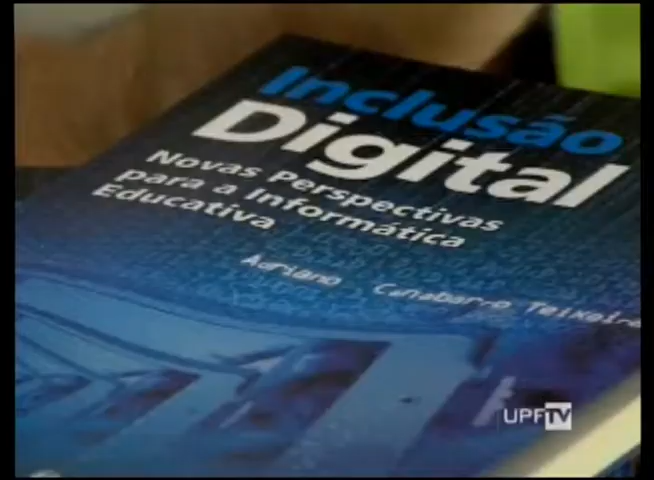 Inclusão
Digital
Novas Perspectivas
para a Informática
Educativa
Adriano Canabarro Teixeira
UPFTV